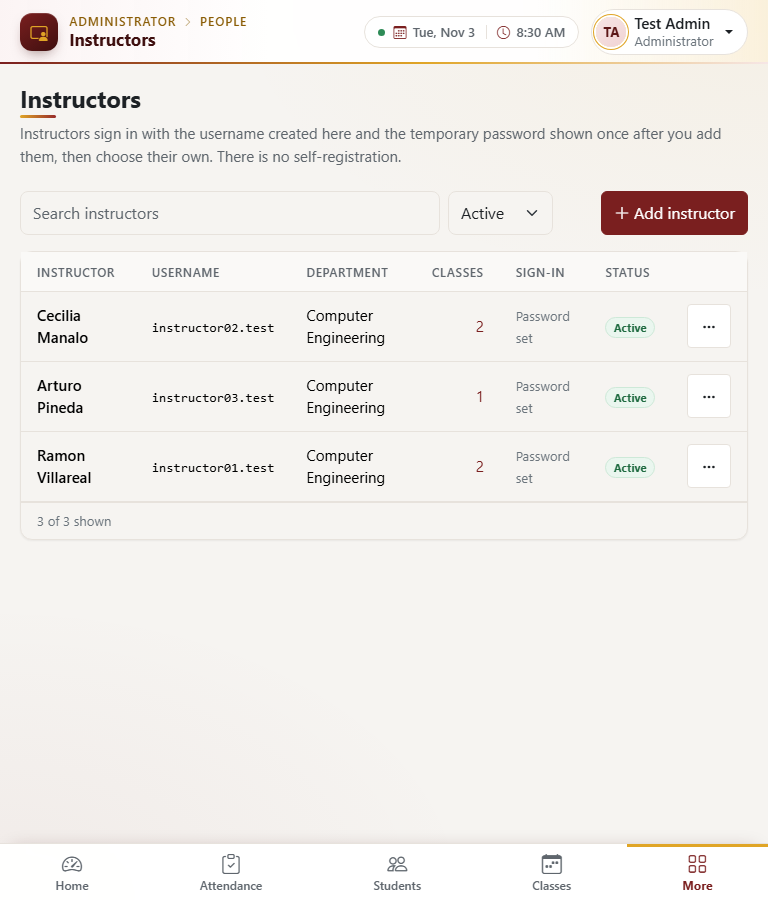 ADMINISTRATOR > PEOPLE
Instructors
Tue, Nov 3
8:30 AM
TA
Test Admin
Administrator
Instructors
Instructors sign in with the username created here and the temporary password shown once after you add
them, then choose their own. There is no self-registration.
Search instructors
Active
+ Add instructor
INSTRUCTOR USERNAME DEPARTMENT CLASSES SIGN-IN STATUS
Cecilia
Manalo
instructor02.test
Computer
Engineering
2
Password
set
Active
...
Arturo
Pineda
instructor03.test
Computer
Engineering
1
Password
set
Active
...
Ramon
Villareal
instructor01.test
Computer
Engineering
2
Password
set
Active
...
3 of 3 shown
Home
Attendance
Students
Classes
More